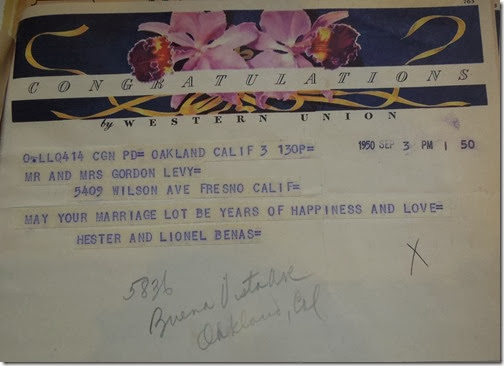 CONGRATULATIONS
by WESTERN UNION
O.LLQ414 CGN PD= OAKLAND CALIF 3 130P= 1950 SEP 3 PM 1 50
MR AND MRS GORDON LEVY=
5409 WILSON AVE FRESNO CALIF=
MAY YOUR MARRIAGE LOT BE YEARS OF HAPPINESS AND LOVE=
HESTER AND LIONEL BENAS=
X
5836
Buena Vista Ave
Oakland, Cal